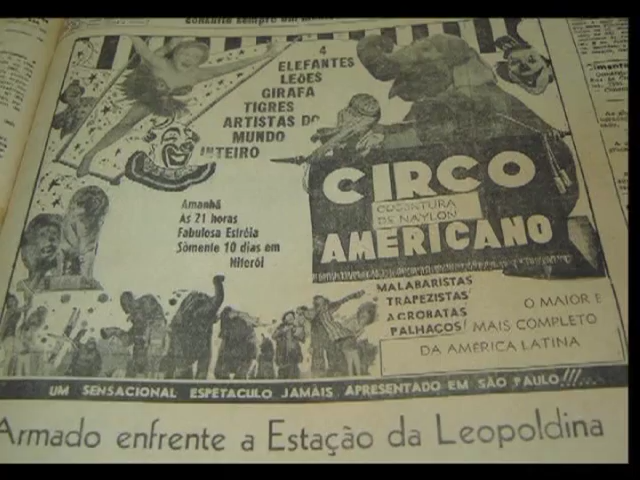 4
ELEFANTES
LEÕES
GIRAFA
TIGRES
ARTISTAS DO
MUNDO
INTEIRO
CIRCO
COBERTURA
DE NAYLON
AMERICANO
Amanhã
Às 21 horas
Fabulosa Estréia
Sòmente 10 dias em
Niterói
MALABARISTAS
TRAPEZISTAS
ACROBATAS
PALHAÇOS!
O MAIOR E
MAIS COMPLETO
DA AMERICA LATINA
UM SENSACIONAL ESPETACULO JAMÁIS APRESENTADO EM SÃO PAULO!!!...
Armado enfrente a Estação da Leopoldina